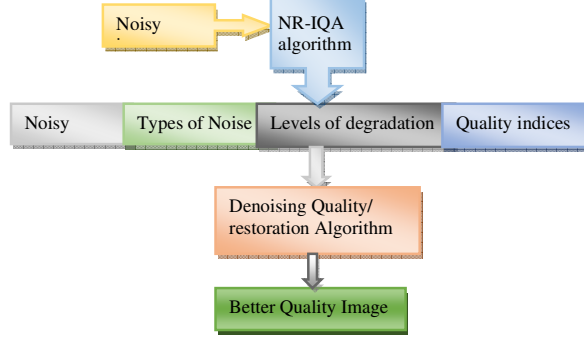 Noisy
.
NR-IQA
algorithm
Noisy
Types of Noise
Levels of degradation
Quality indices
Denoising Quality/
restoration Algorithm
Better Quality Image